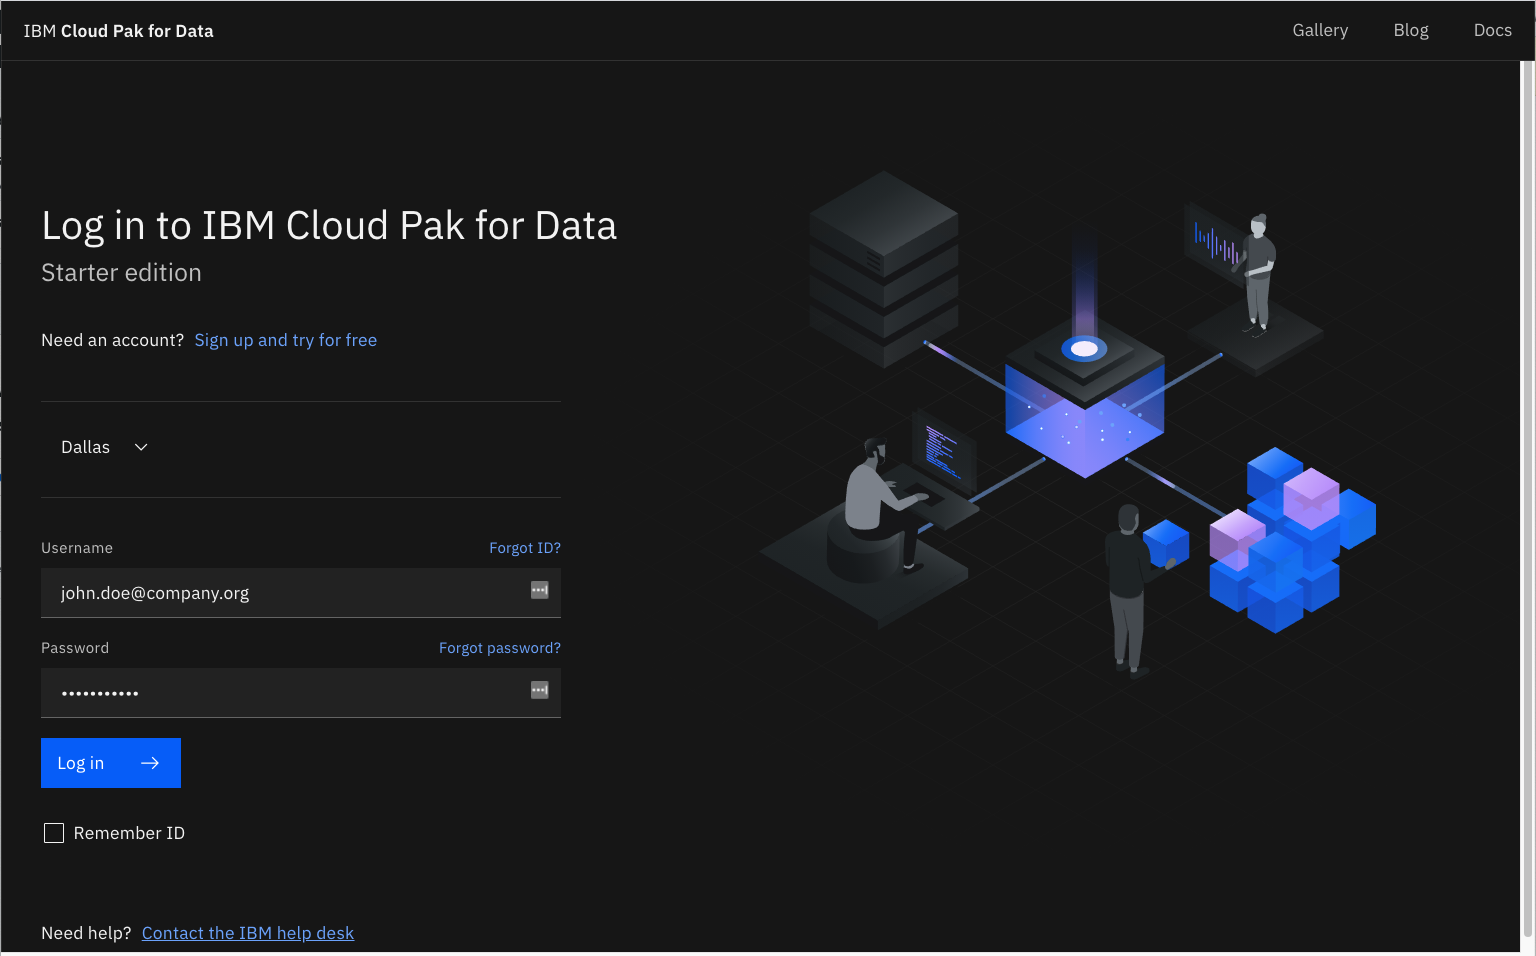 IBM Cloud Pak for Data
Gallery Blog Docs
Log in to IBM Cloud Pak for Data
Starter edition
Need an account? Sign up and try for free
Dallas
Username Forgot ID?
john.doe@company.org
Password Forgot password?
•••••••••••
Log in
Remember ID
Need help? Contact the IBM help desk